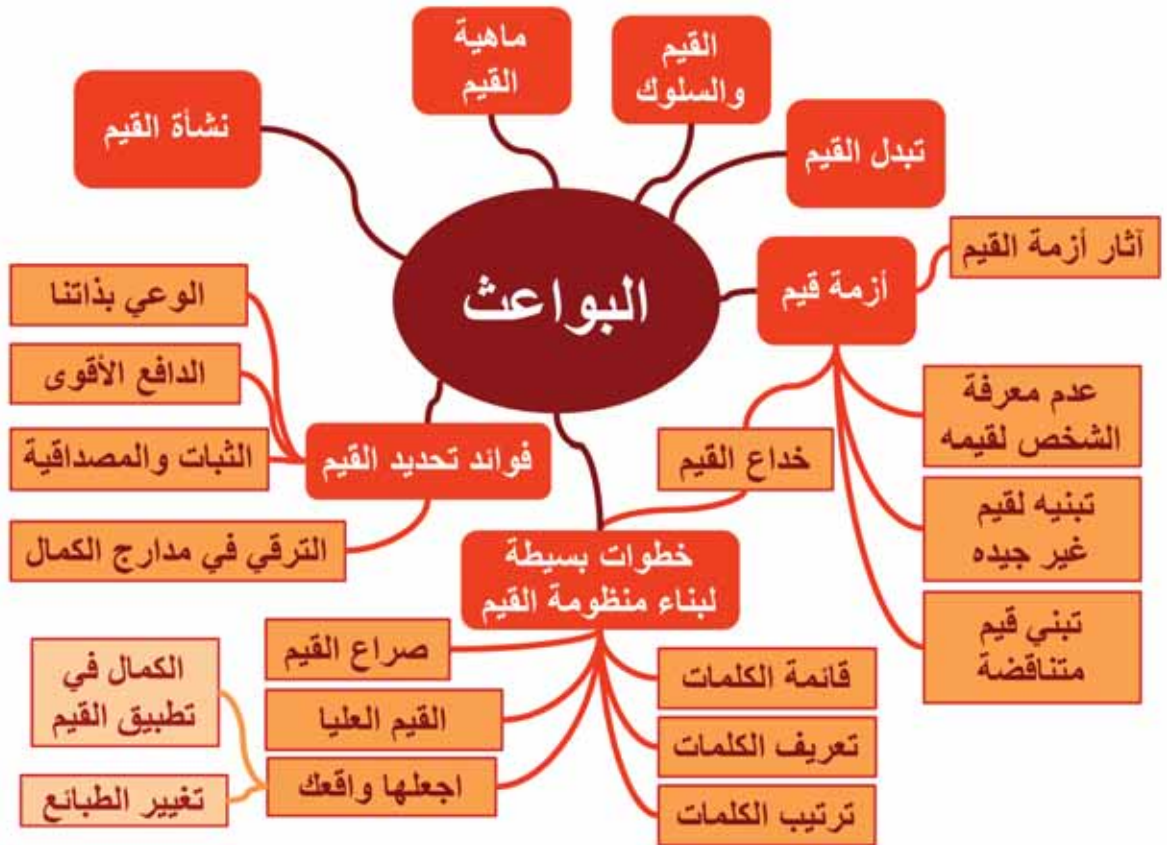 ماهية
القيم
القيم
والسلوك
نشأة القيم
تبدل القيم
البواعث
أزمة قيم
آثار أزمة القيم
عدم معرفة
الشخص لقيمه
تبنيه لقيم
غير جيده
تبني قيم
متناقضة
خداع القيم
فوائد تحديد القيم
الوعي بذاتنا
الدافع الأقوى
الثبات والمصداقية
الترقي في مدارج الكمال
خطوات بسيطة
لبناء منظومة القيم
قائمة الكلمات
تعريف الكلمات
ترتيب الكلمات
صراع القيم
القيم العليا
اجعلها واقعك
الكمال في
تطبيق القيم
تغيير الطبائع